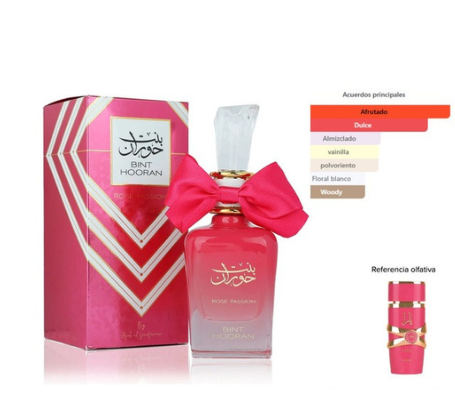 بنت
حوران
BINT
HOORAN
ROSE PASSION
By
بنت
حوران
ROSE PASSION
BINT
HOORAN
Acuerdos principales
Afrutado
Dulce
Almizclado
vainilla
polvoriento
Floral blanco
Woody
Referencia olfativa